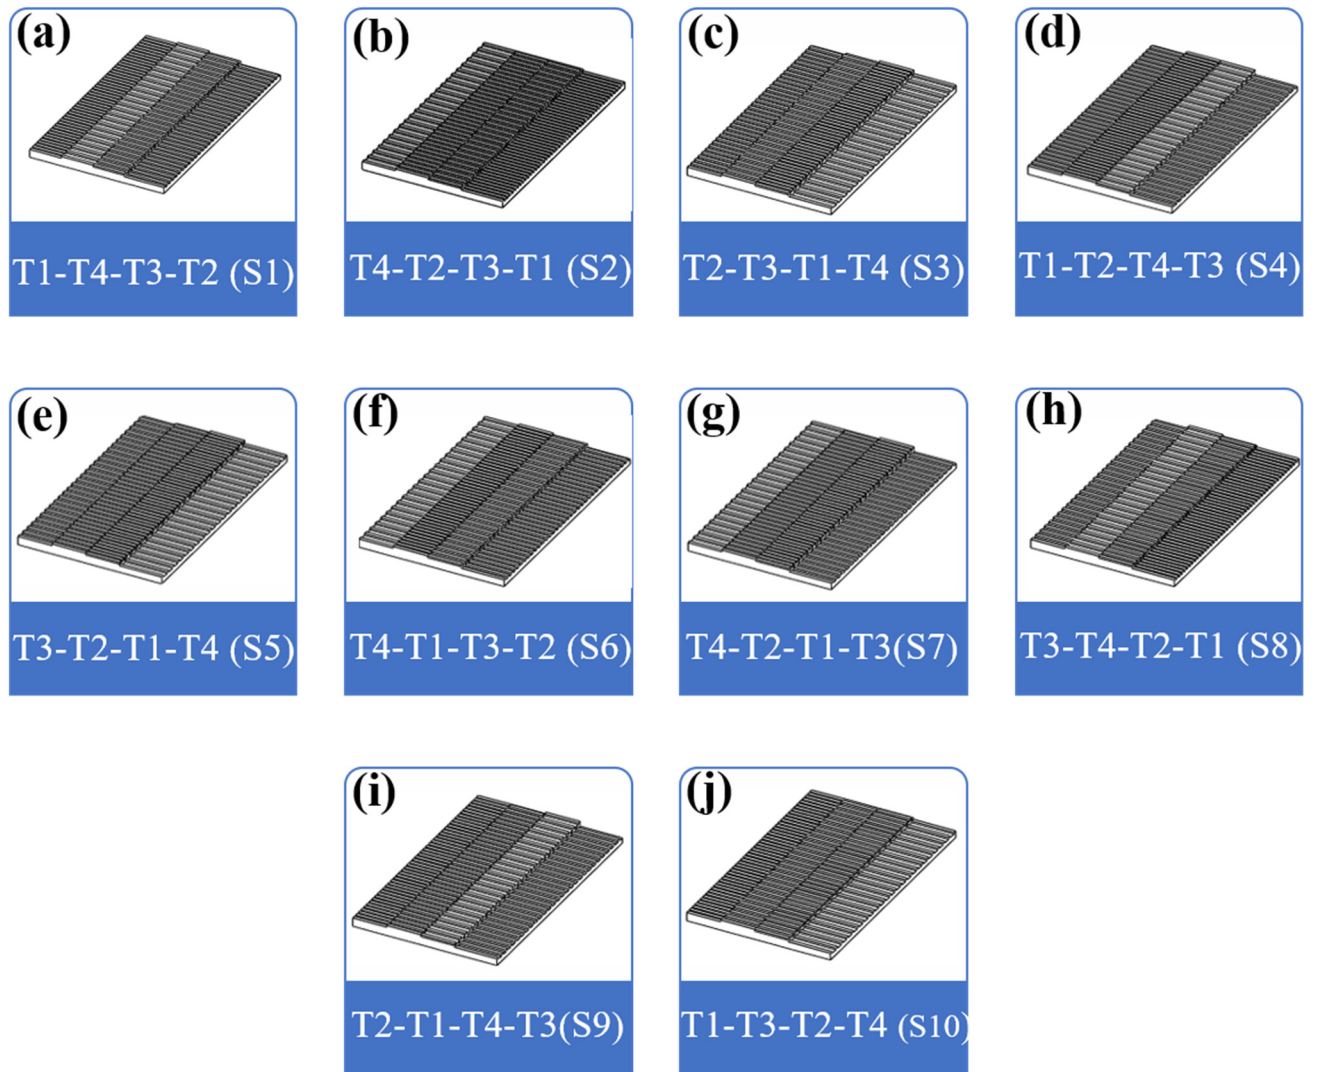 (a)
T1-T4-T3-T2 (S1)
(b)
T4-T2-T3-T1 (S2)
(c)
T2-T3-T1-T4 (S3)
(d)
T1-T2-T4-T3 (S4)
(e)
T3-T2-T1-T4 (S5)
(f)
T4-T1-T3-T2 (S6)
(g)
T4-T2-T1-T3(S7)
(h)
T3-T4-T2-T1 (S8)
(i)
T2-T1-T4-T3(S9)
(j)
T1-T3-T2-T4 (S10)